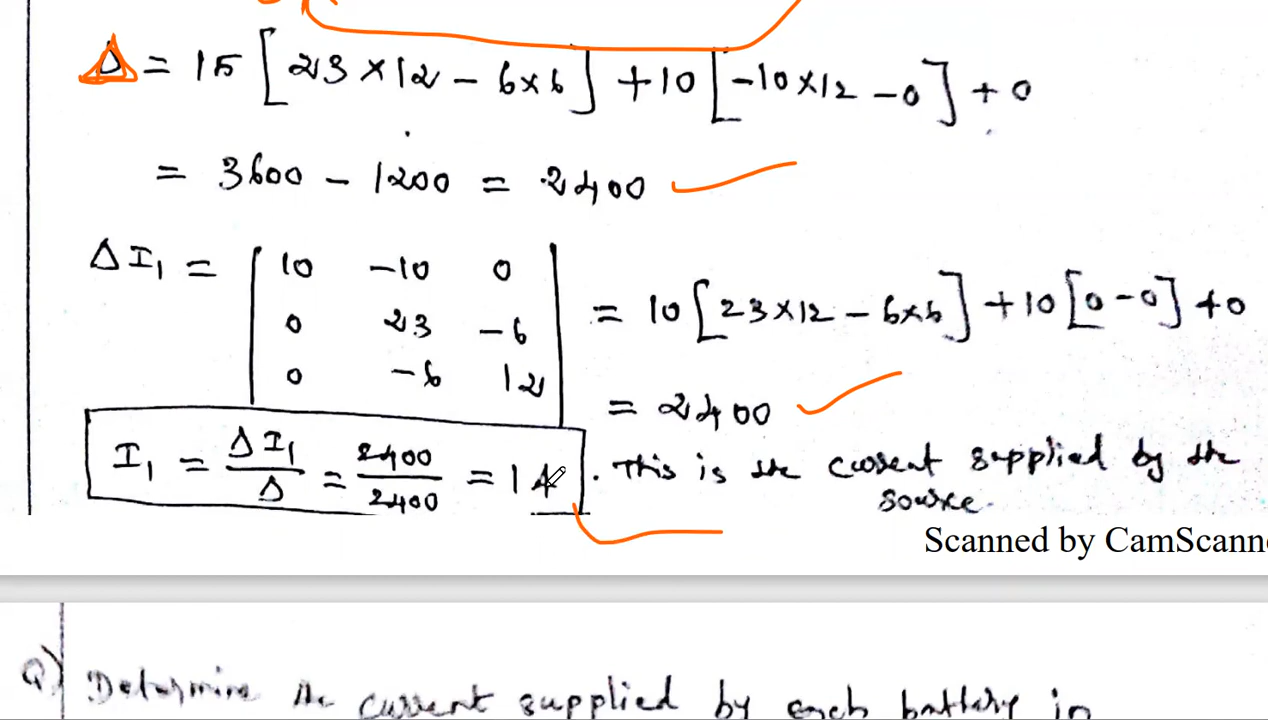 Δ = 15 [23×12 - 6×6] + 10 [-10×12 - 0] + 0
= 3600 - 1200 = 2400
ΔI₁ = | 10 -10 0 | = 10 [23×12 - 6×6] + 10 [0-0] + 0
0 23 -6
0 -6 12
= 2400
I₁ = ΔI₁/Δ = 2400/2400 = 1A. This is the current supplied by the
source.
Scanned by CamScann
Q) Determine the current supplied by each battery in